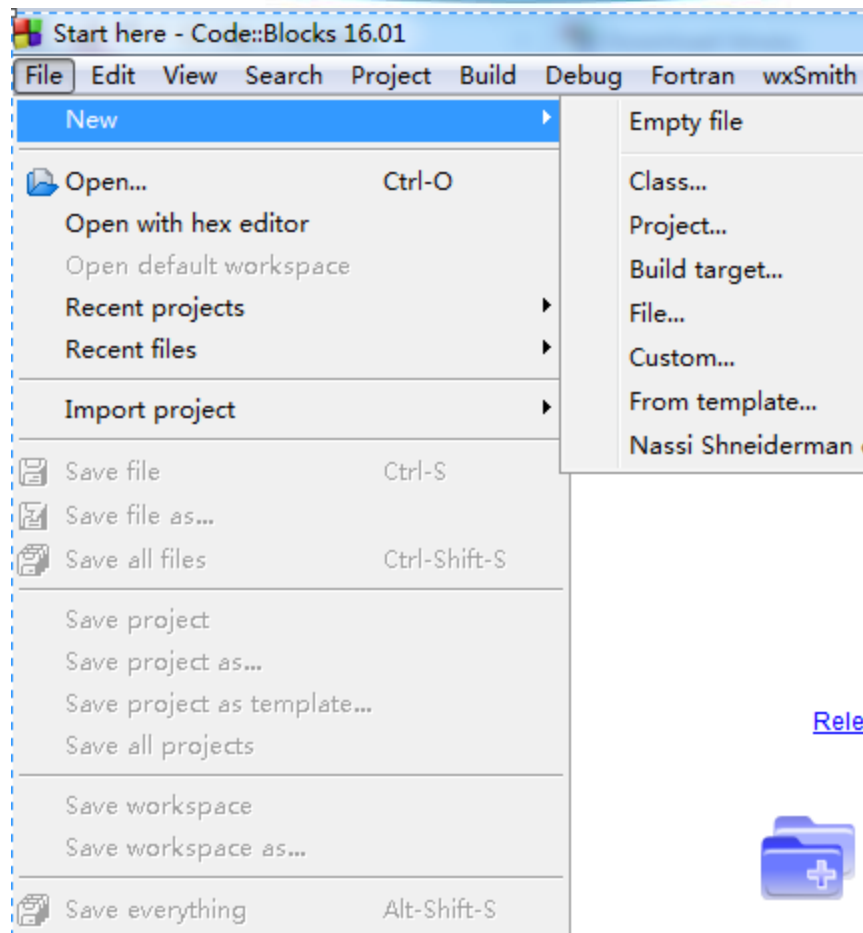 Start here - Code::Blocks 16.01
File Edit View Search Project Build Debug Fortran wxSmith
New
Empty file
Open... Ctrl-O
Class...
Open with hex editor
Project...
Open default workspace
Build target...
Recent projects
File...
Recent files
Custom...
Import project
From template...
Nassi Shneiderman
Save file Ctrl-S
Save file as...
Save all files Ctrl-Shift-S
Save project
Save project as...
Save project as template...
Rele
Save all projects
Save workspace
Save workspace as...
Save everything Alt-Shift-S